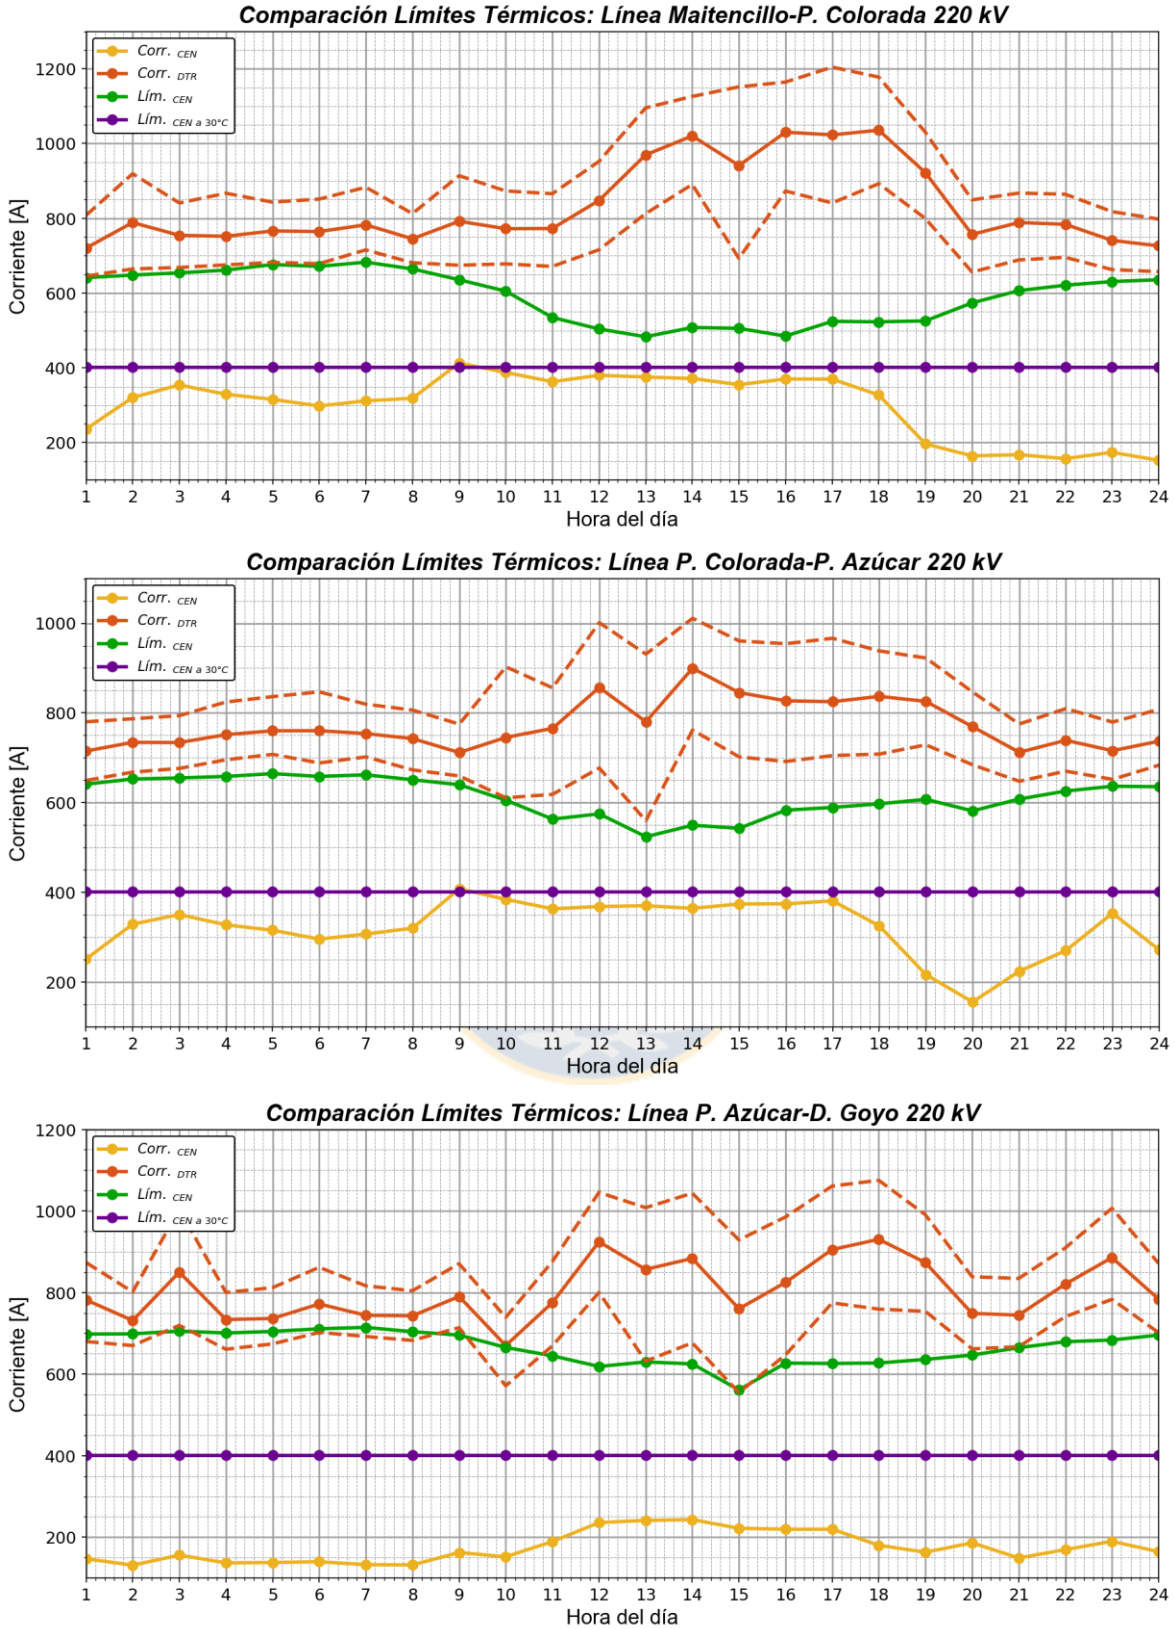 Comparación Límites Térmicos: Línea Maitencillo-P. Colorada 220 kV
Corr. CEN
Corr. DTR
Lím. CEN
Lím. CEN a 30°C
Corriente [A]
1200
1000
800
600
400
200
1 2 3 4 5 6 7 8 9 10 11 12 13 14 15 16 17 18 19 20 21 22 23 24
Hora del día
Comparación Límites Térmicos: Línea P. Colorada-P. Azúcar 220 kV
Corr. CEN
Corr. DTR
Lím. CEN
Lím. CEN a 30°C
Corriente [A]
1000
800
600
400
200
1 2 3 4 5 6 7 8 9 10 11 12 13 14 15 16 17 18 19 20 21 22 23 24
Hora del día
Comparación Límites Térmicos: Línea P. Azúcar-D. Goyo 220 kV
Corr. CEN
Corr. DTR
Lím. CEN
Lím. CEN a 30°C
Corriente [A]
1200
1000
800
600
400
200
1 2 3 4 5 6 7 8 9 10 11 12 13 14 15 16 17 18 19 20 21 22 23 24
Hora del día